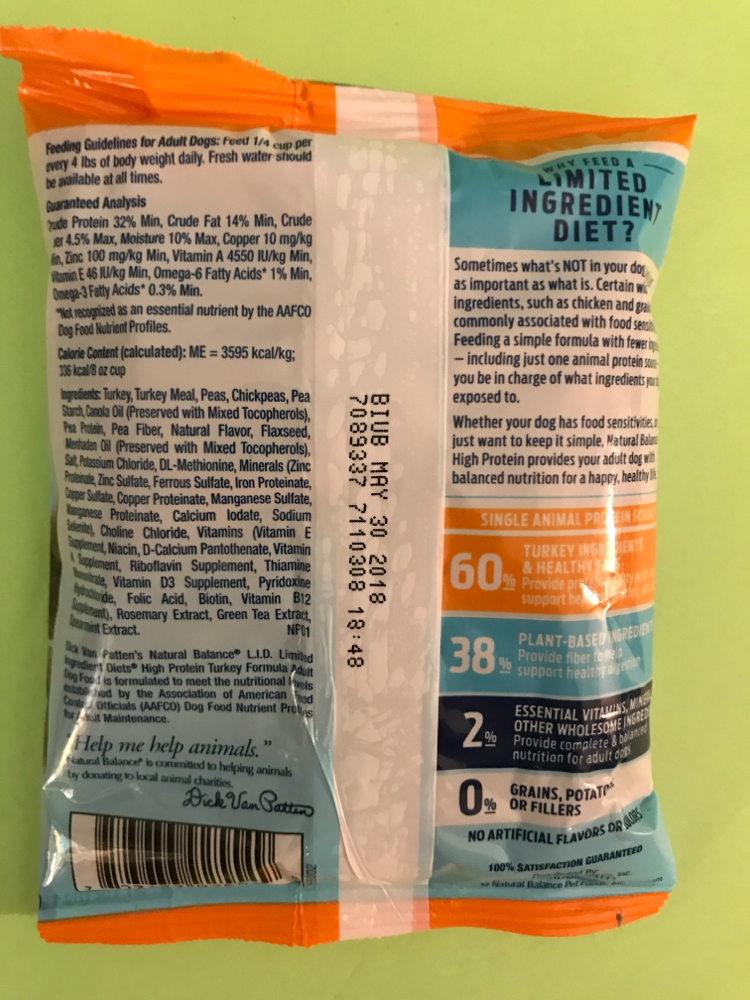 Feeding Guidelines for Adult Dogs: Feed 1/4 cup per
every 4 lbs of body weight daily. Fresh water should
be available at all times.
Guaranteed Analysis
Crude Protein 32% Min, Crude Fat 14% Min, Crude
4.5% Max, Moisture 10% Max, Copper 10 mg/kg
Min, Zinc 100 mg/kg Min, Vitamin A 4550 IU/kg Min,
Vitamin E 46 IU/kg Min, Omega-6 Fatty Acids* 1% Min,
Omega-3 Fatty Acids* 0.3% Min.
*Not recognized as an essential nutrient by the AAFCO
Dog Food Nutrient Profiles.
Calorie Content (calculated): ME = 3595 kcal/kg;
336 kcal/8 oz cup
Ingredients: Turkey, Turkey Meal, Peas, Chickpeas, Pea
Starch, Canola Oil (Preserved with Mixed Tocopherols),
Pea Protein, Pea Fiber, Natural Flavor, Flaxseed,
Menhaden Oil (Preserved with Mixed Tocopherols),
Salt, Potassium Chloride, DL-Methionine, Minerals (Zinc
Proteinate, Zinc Sulfate, Ferrous Sulfate, Iron Proteinate,
Copper Sulfate, Copper Proteinate, Manganese Sulfate,
Manganese Proteinate, Calcium Iodate, Sodium
Selenite), Choline Chloride, Vitamins (Vitamin E
Supplement, Niacin, D-Calcium Pantothenate, Vitamin
A Supplement, Riboflavin Supplement, Thiamine
Mononitrate, Vitamin D3 Supplement, Pyridoxine
Hydrochloride, Folic Acid, Biotin, Vitamin B12
Supplement), Rosemary Extract, Green Tea Extract,
Spearmint Extract. NF01
Dick Van Patten's Natural Balance® L.I.D. Limited
Ingredient Diets® High Protein Turkey Formula Adult
Dog Food is formulated to meet the nutritional levels
established by the Association of American Feed
Control Officials (AAFCO) Dog Food Nutrient Profiles
for Adult Maintenance.
"Help me help animals."
Natural Balance® is committed to helping animals
by donating to local animal charities.
Dick Van Patten
BIUB MAY 30 2018
7089337 7110308 18:48
WHY FEED A
LIMITED
INGREDIENT
DIET?
Sometimes what's NOT in your dog
as important as what is. Certain
ingredients, such as chicken and
commonly associated with food
Feeding a simple formula with fewer
– including just one animal protein
you be in charge of what ingredients
exposed to.
Whether your dog has food sensitivities,
just want to keep it simple, Natural
High Protein provides your adult dog with
balanced nutrition for a happy, healthy
SINGLE ANIMAL PROTEIN
60% TURKEY INGREDIENTS
& HEALTHY
Provide
support
38% PLANT-BASED INGREDIENTS
Provide fiber to help
support healthy digestion
2% ESSENTIAL VITAMINS,
OTHER WHOLESOME
Provide complete & balanced
nutrition for adult dogs
0% GRAINS, POTATO
OR FILLERS
NO ARTIFICIAL FLAVORS OR COLORS
100% SATISFACTION GUARANTEED
Distributed by
Natural Balance Pet Foods,